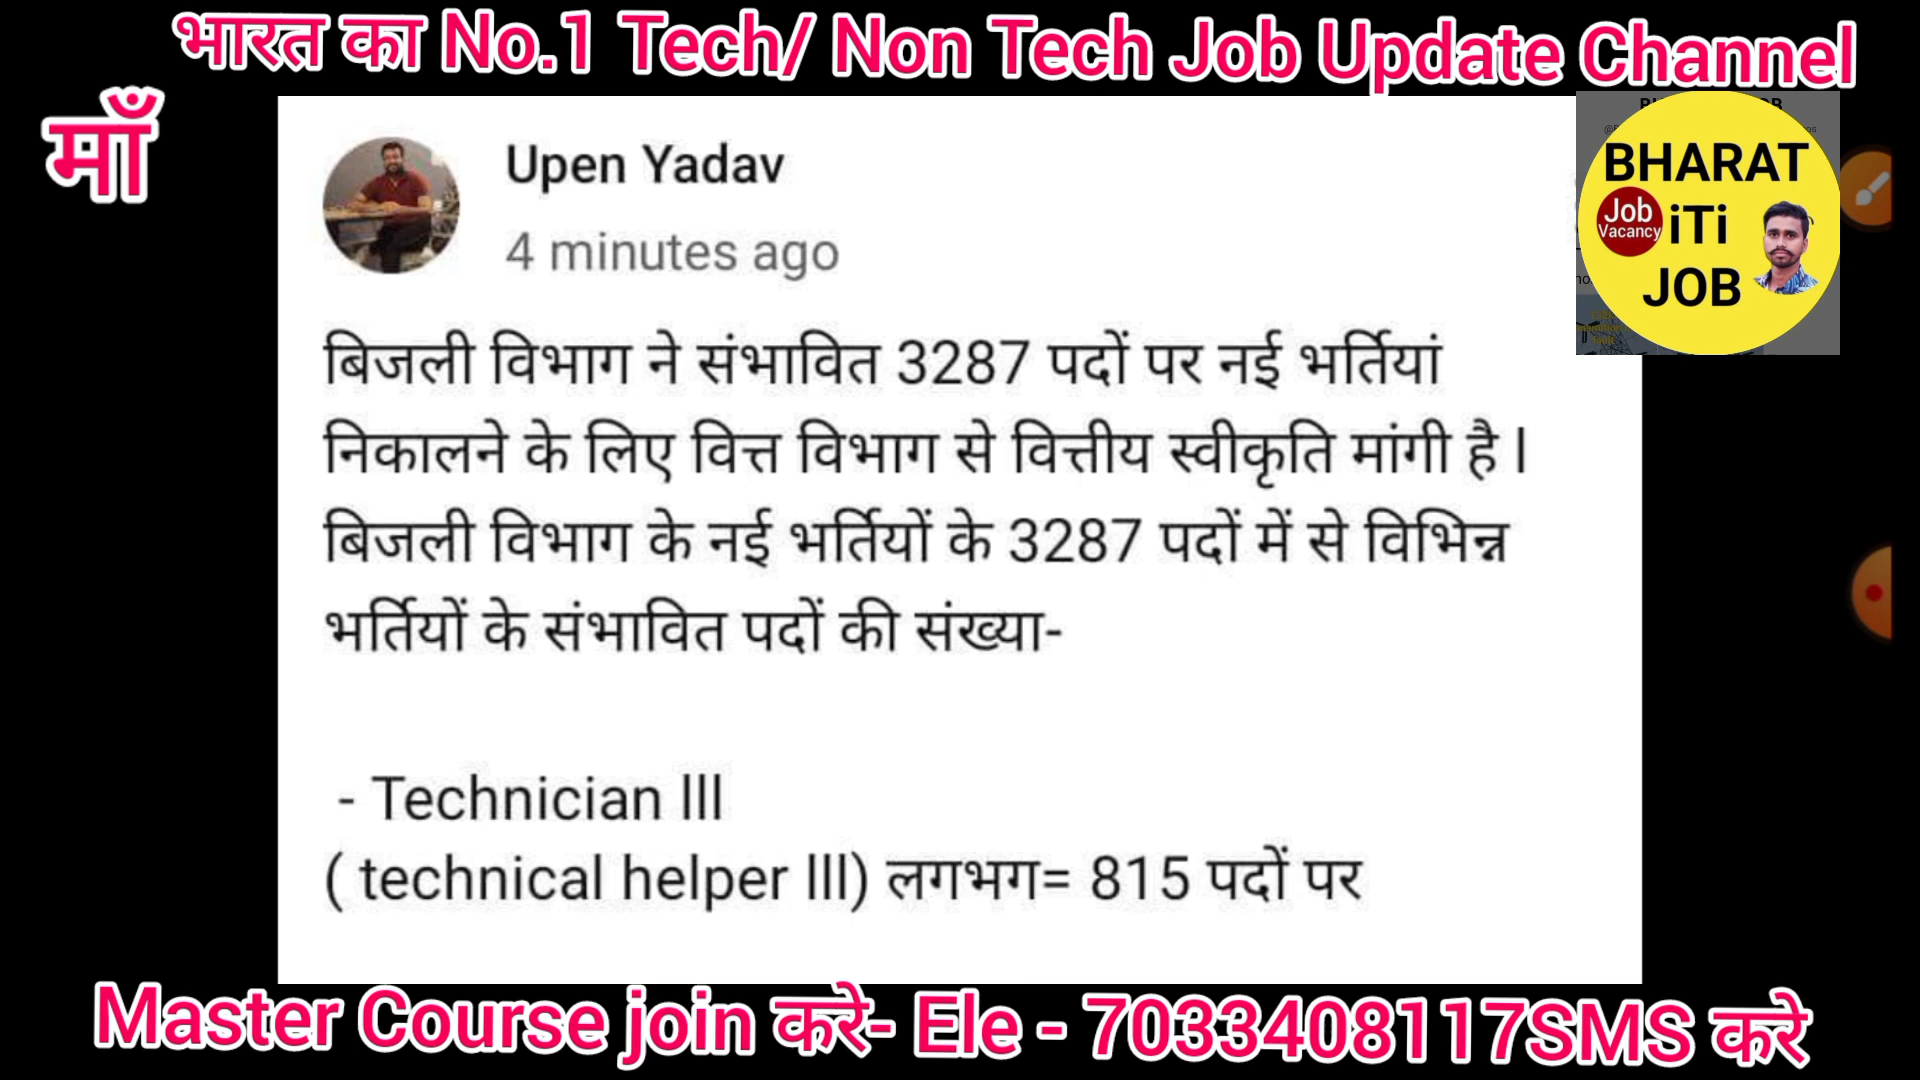 भारत का No.1 Tech/ Non Tech Job Update Channel
माँ
BHARAT
Job
Vacancy
iTi
JOB
Upen Yadav
4 minutes ago
बिजली विभाग ने संभावित 3287 पदों पर नई भर्तियां
निकालने के लिए वित्त विभाग से वित्तीय स्वीकृति मांगी है l
बिजली विभाग के नई भर्तियों के 3287 पदों में से विभिन्न
भर्तियों के संभावित पदों की संख्या-
- Technician lll
( technical helper lll) लगभग= 815 पदों पर
Master Course join करे- Ele - 7033408117SMS करे